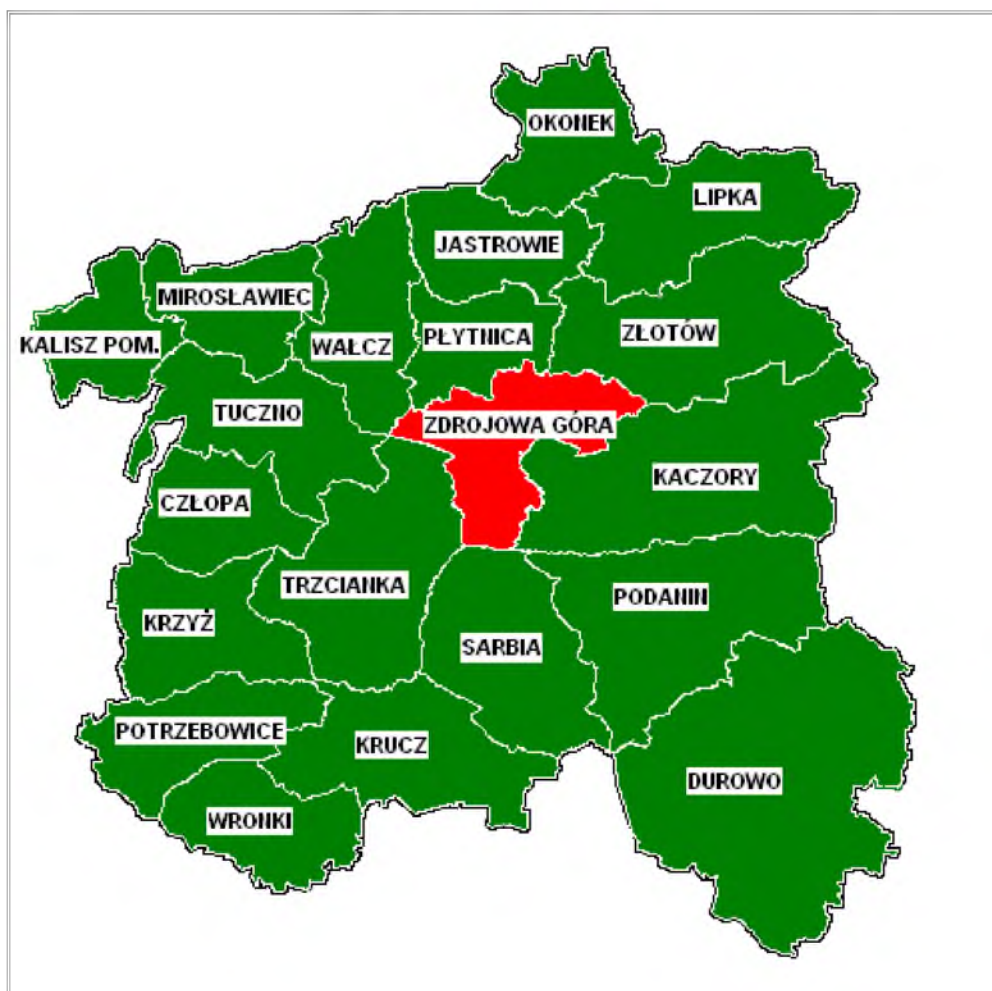 OKONEK
LIPKA
JASTROWIE
MIROSŁAWIEC
ZŁOTÓW
PŁYTNICA
KALISZ POM.
WAŁCZ
TUCZNO
ZDROJOWA GÓRA
KACZORY
CZŁOPA
TRZCIANKA
PODANIN
KRZYŻ
SARBIA
POTRZEBOWICE
KRUCZ
DUROWO
WRONKI